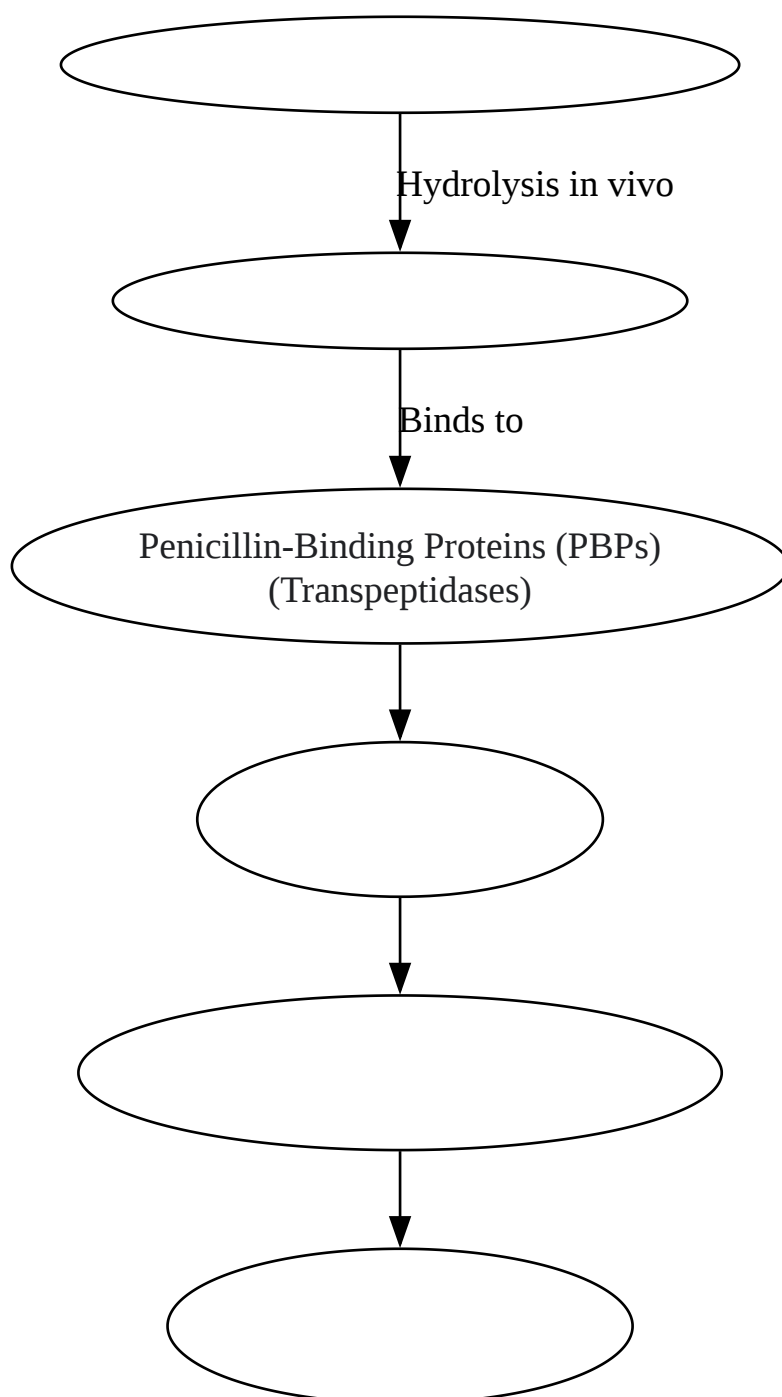 Hydrolysis in vivo
Binds to
Penicillin-Binding Proteins (PBPs)
(Transpeptidases)